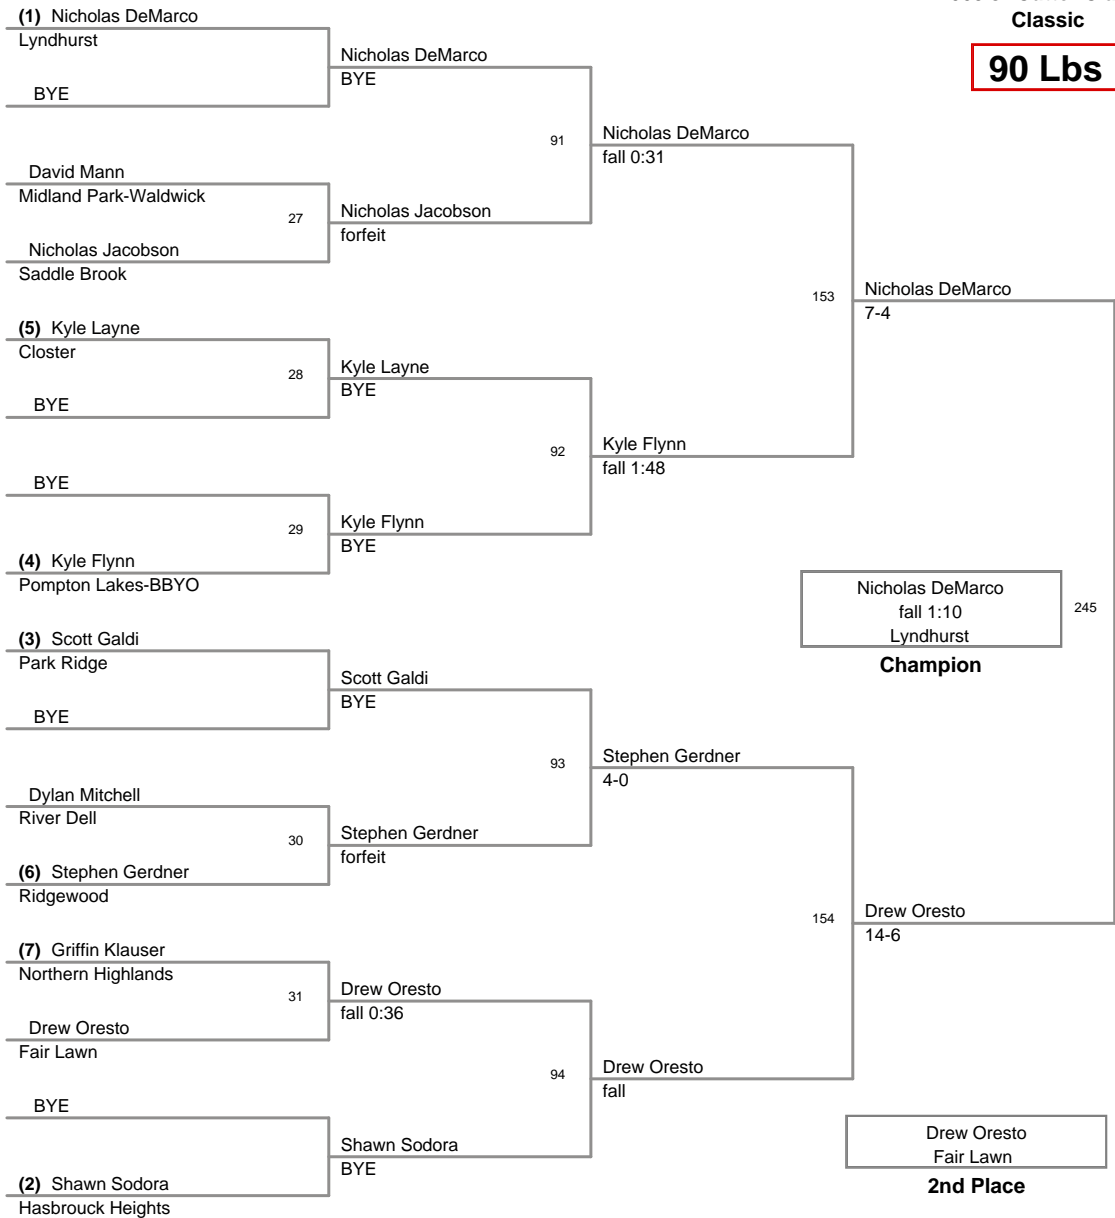 Classic
90 Lbs
(1) Nicholas DeMarco
Lyndhurst
BYE
David Mann
Midland Park-Waldwick
27
Nicholas Jacobson
Saddle Brook
(5) Kyle Layne
Closter
28
BYE
BYE
29
(4) Kyle Flynn
Pompton Lakes-BBYO
(3) Scott Galdi
Park Ridge
BYE
Dylan Mitchell
River Dell
30
(6) Stephen Gerdner
Ridgewood
(7) Griffin Klauser
Northern Highlands
31
Drew Oresto
Fair Lawn
BYE
(2) Shawn Sodora
Hasbrouck Heights
Nicholas DeMarco
BYE
91
Nicholas Jacobson
forfeit
Kyle Layne
BYE
92
Kyle Flynn
BYE
Scott Galdi
BYE
93
Stephen Gerdner
forfeit
Drew Oresto
fall 0:36
94
Shawn Sodora
BYE
Nicholas DeMarco
fall 0:31
153
Kyle Flynn
fall 1:48
Stephen Gerdner
4-0
154
Drew Oresto
fall
Nicholas DeMarco
7-4
Drew Oresto
14-6
Nicholas DeMarco
fall 1:10
Lyndhurst
245
Champion
Drew Oresto
Fair Lawn
2nd Place